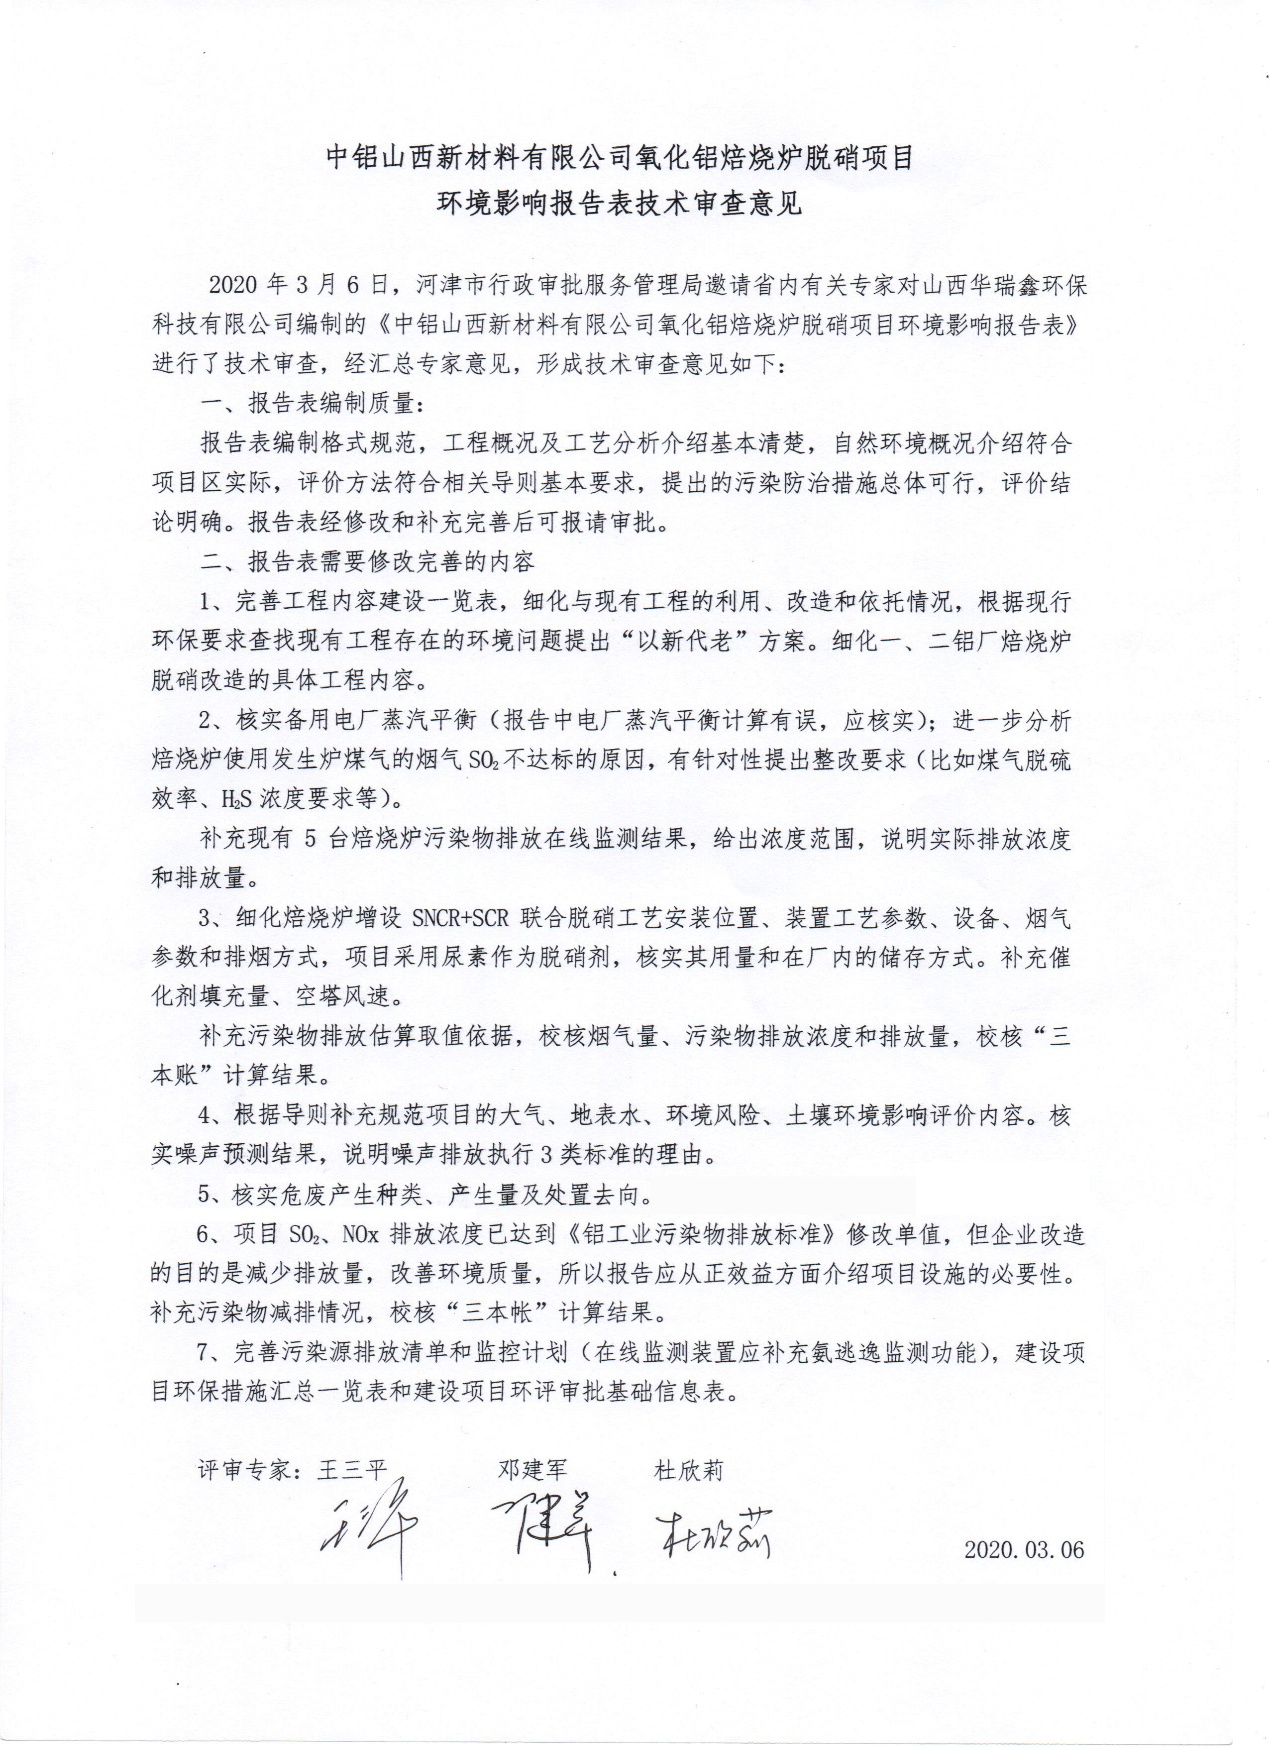 中铝山西新材料有限公司氧化铝焙烧炉脱硝项目
环境影响报告表技术审查意见
2020 年 3 月 6 日，河津市行政审批服务管理局邀请省内有关专家对山西华瑞鑫环保
科技有限公司编制的《中铝山西新材料有限公司氧化铝焙烧炉脱硝项目环境影响报告表》
进行了技术审查，经汇总专家意见，形成技术审查意见如下：
一、报告表编制质量：
报告表编制格式规范，工程概况及工艺分析介绍基本清楚，自然环境概况介绍符合
项目区实际，评价方法符合相关导则基本要求，提出的污染防治措施总体可行，评价结
论明确。报告表经修改和补充完善后可报请审批。
二、报告表需要修改完善的内容
1、完善工程内容建设一览表，细化与现有工程的利用、改造和依托情况，根据现行
环保要求查找现有工程存在的环境问题提出“以新代老”方案。细化一、二铝厂焙烧炉
脱硝改造的具体工程内容。
2、核实备用电厂蒸汽平衡（报告中电厂蒸汽平衡计算有误，应核实）；进一步分析
焙烧炉使用发生炉煤气的烟气 SO₂不达标的原因，有针对性提出整改要求（比如煤气脱硫
效率、H₂S 浓度要求等）。
补充现有 5 台焙烧炉污染物排放在线监测结果，给出浓度范围，说明实际排放浓度
和排放量。
3、细化焙烧炉增设 SNCR+SCR 联合脱硝工艺安装位置、装置工艺参数、设备、烟气
参数和排烟方式，项目采用尿素作为脱硝剂，核实其用量和在厂内的储存方式。补充催
化剂填充量、空塔风速。
补充污染物排放估算取值依据，校核烟气量、污染物排放浓度和排放量，校核“三
本账”计算结果。
4、根据导则补充规范项目的大气、地表水、环境风险、土壤环境影响评价内容。核
实噪声预测结果，说明噪声排放执行 3 类标准的理由。
5、核实危废产生种类、产生量及处置去向。
6、项目 SO₂、NOx 排放浓度已达到《铝工业污染物排放标准》修改单值，但企业改造
的目的是减少排放量，改善环境质量，所以报告应从正效益方面介绍项目设施的必要性。
补充污染物减排情况，校核“三本帐”计算结果。
7、完善污染源排放清单和监控计划（在线监测装置应补充氨逃逸监测功能），建设项
目环保措施汇总一览表和建设项目环评审批基础信息表。
评审专家：王三平 邓建军 杜欣莉
王三平 邓建军 杜欣莉
2020.03.06